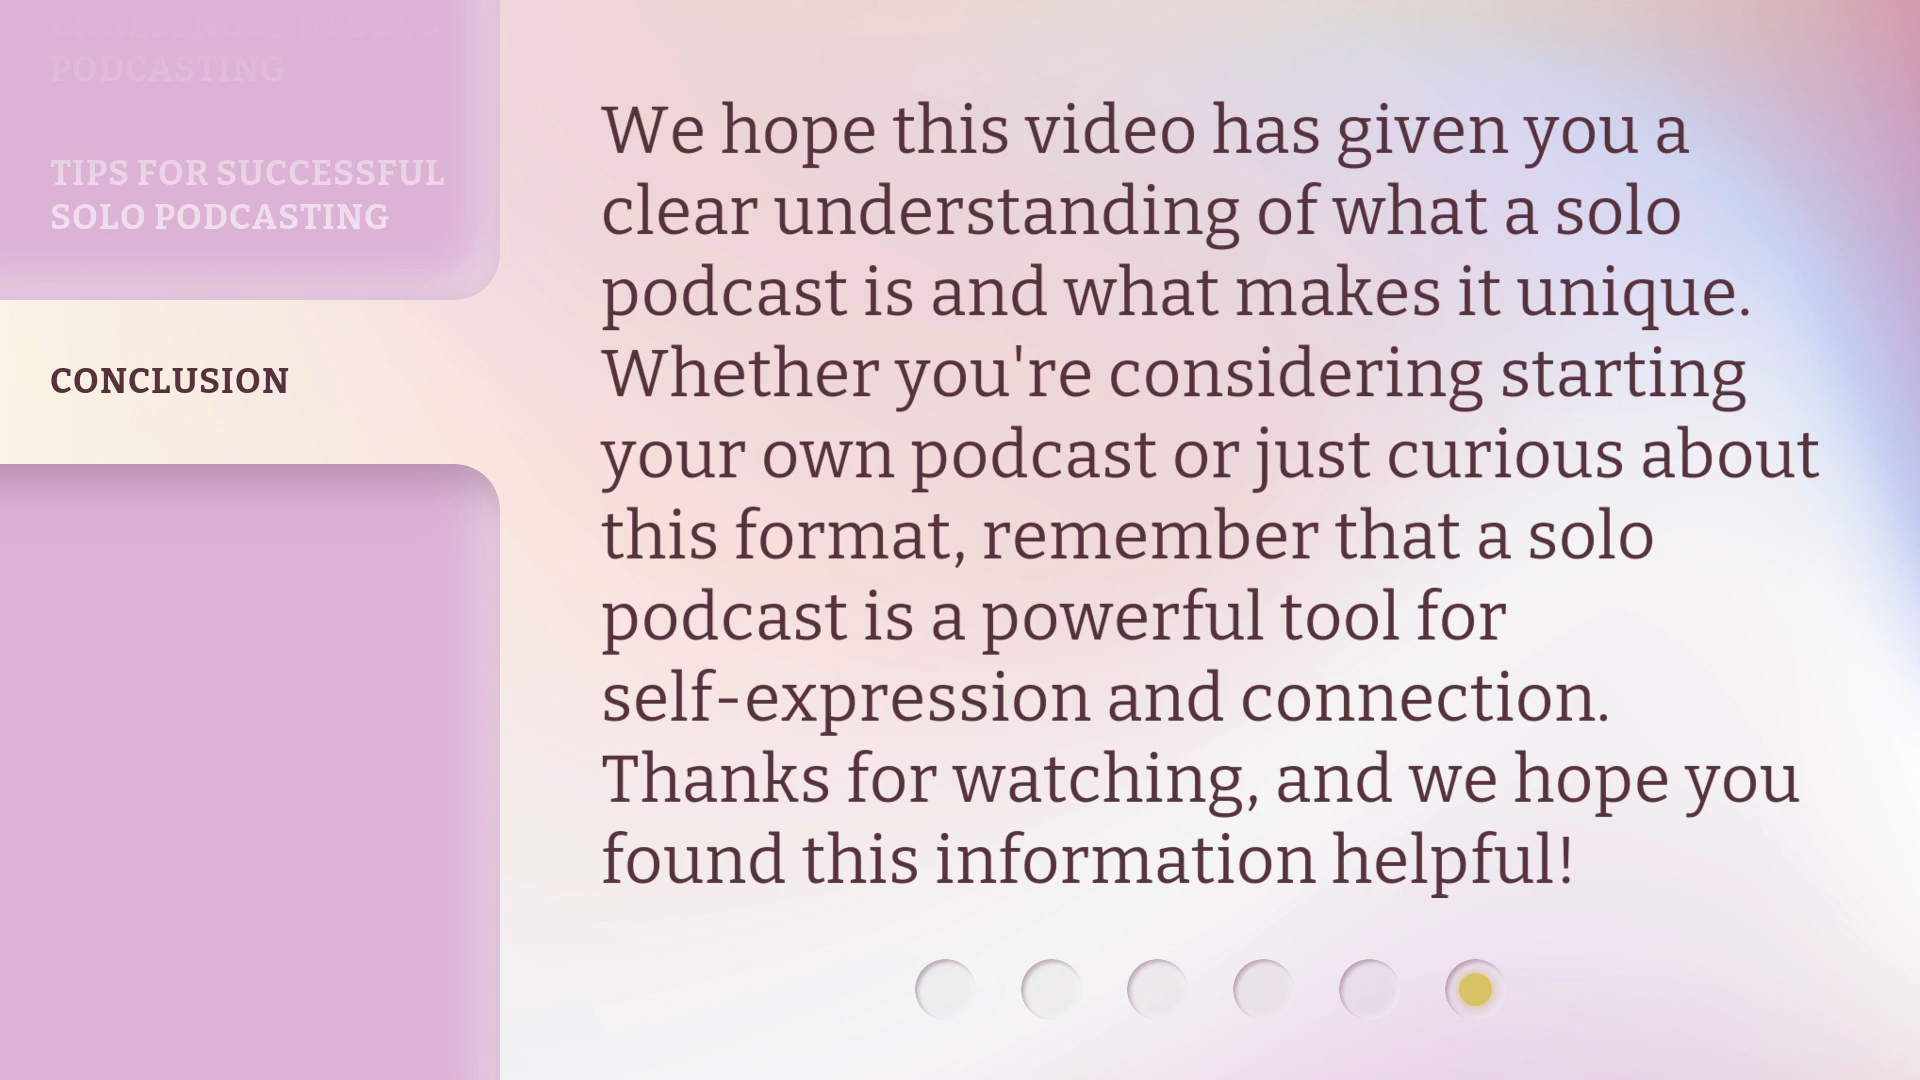 CHALLENGES IN SOLO
PODCASTING
TIPS FOR SUCCESSFUL
SOLO PODCASTING
CONCLUSION
We hope this video has given you a
clear understanding of what a solo
podcast is and what makes it unique.
Whether you're considering starting
your own podcast or just curious about
this format, remember that a solo
podcast is a powerful tool for
self-expression and connection.
Thanks for watching, and we hope you
found this information helpful!